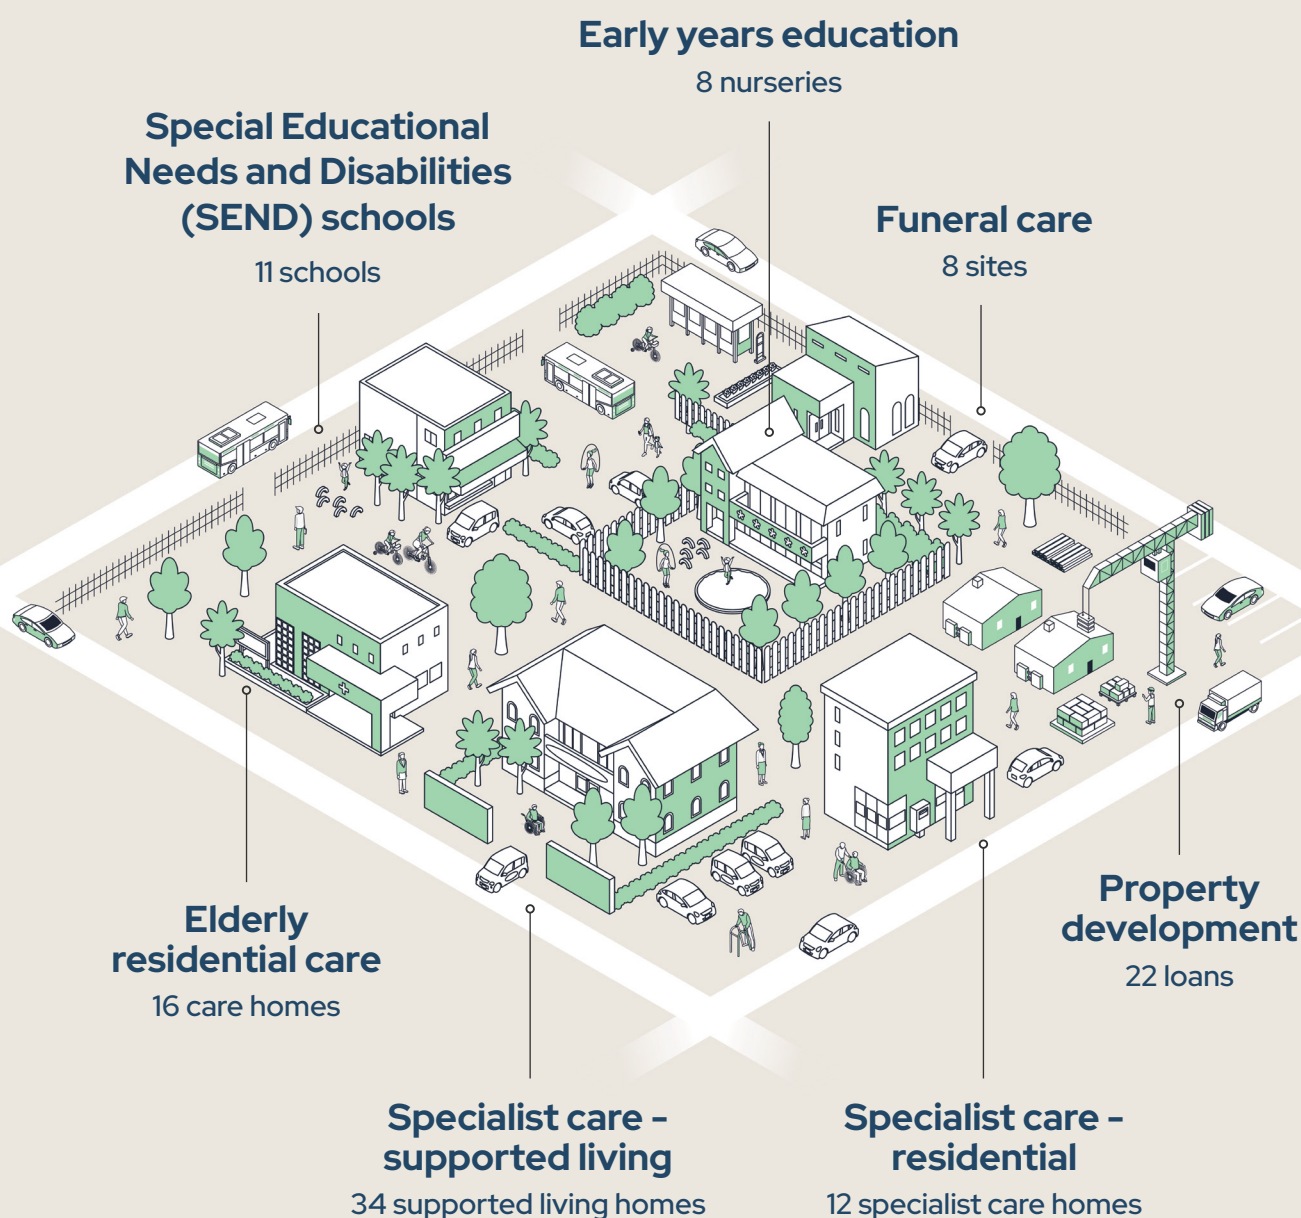 Early years education
8 nurseries
Special Educational
Needs and Disabilities
(SEND) schools
11 schools
Funeral care
8 sites
Elderly
residential care
16 care homes
Property
development
22 loans
Specialist care -
supported living
34 supported living homes
Specialist care -
residential
12 specialist care homes